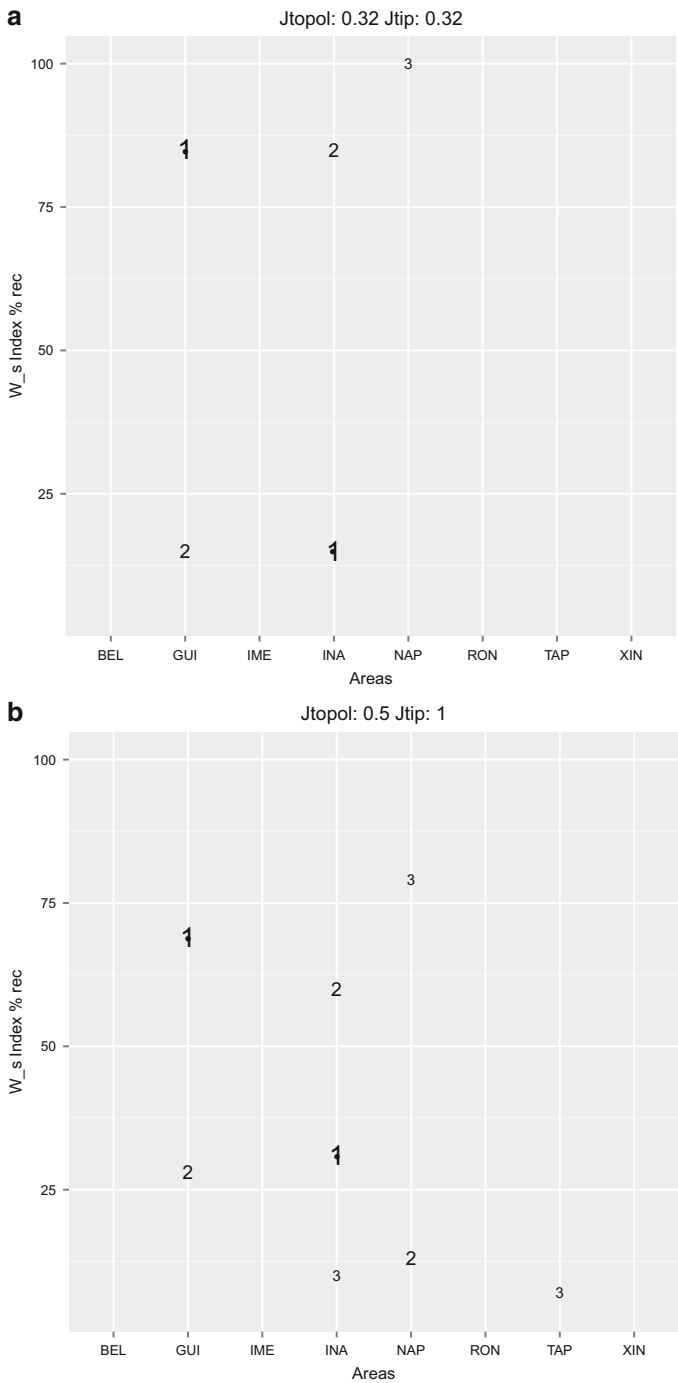 a
Jtopol: 0.32 Jtip: 0.32
100
3
1
2
75
W_s Index % rec
50
25
2
1
BEL GUI IME INA NAP RON TAP XIN
Areas
b
Jtopol: 0.5 Jtip: 1
100
3
75
1
2
W_s Index % rec
50
1
2
25
2
3
3
BEL GUI IME INA NAP RON TAP XIN
Areas